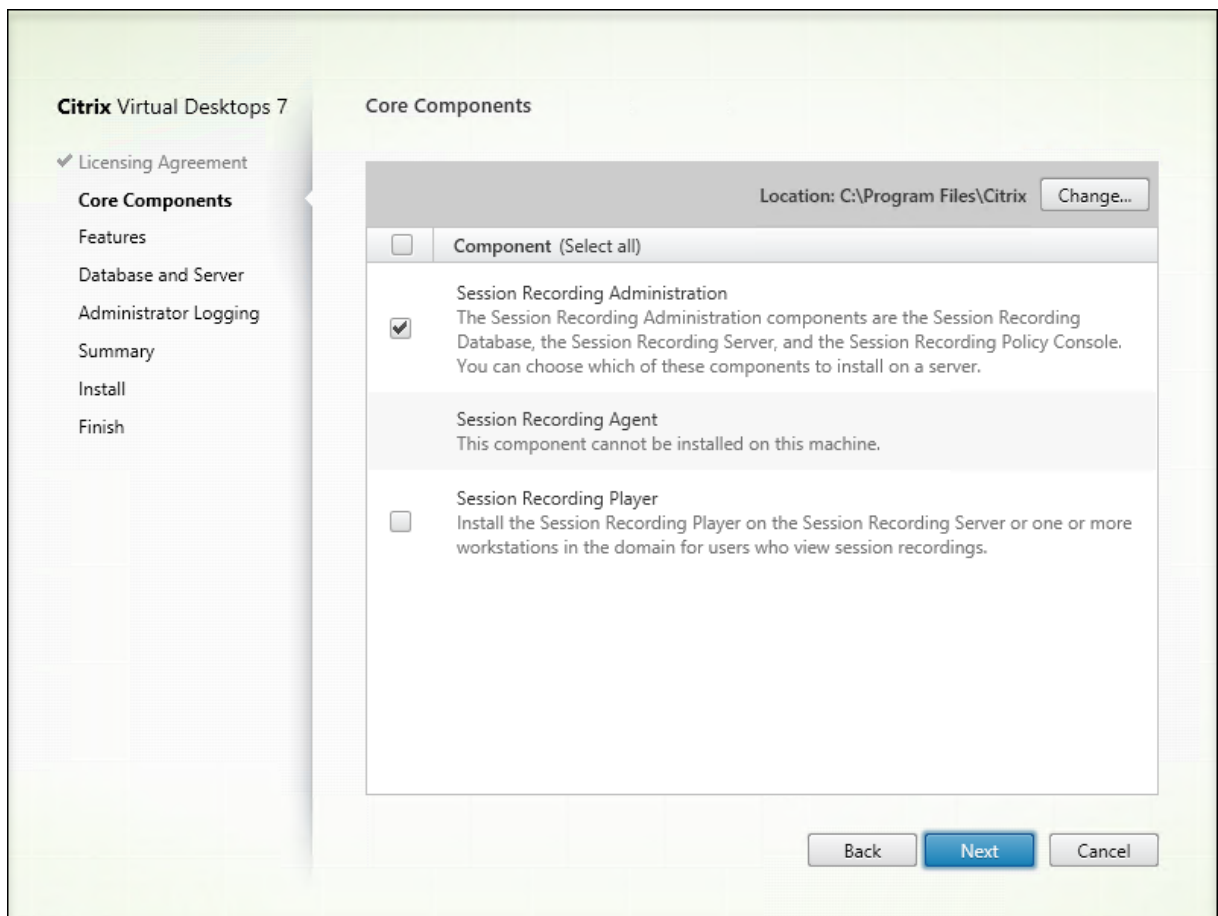 Citrix Virtual Desktops 7
Licensing Agreement
Core Components
Features
Database and Server
Administrator Logging
Summary
Install
Finish
Core Components
Location: C:\Program Files\Citrix
Change...
Component (Select all)
Session Recording Administration
The Session Recording Administration components are the Session Recording
Database, the Session Recording Server, and the Session Recording Policy Console.
You can choose which of these components to install on a server.
Session Recording Agent
This component cannot be installed on this machine.
Session Recording Player
Install the Session Recording Player on the Session Recording Server or one or more
workstations in the domain for users who view session recordings.
Back
Next
Cancel